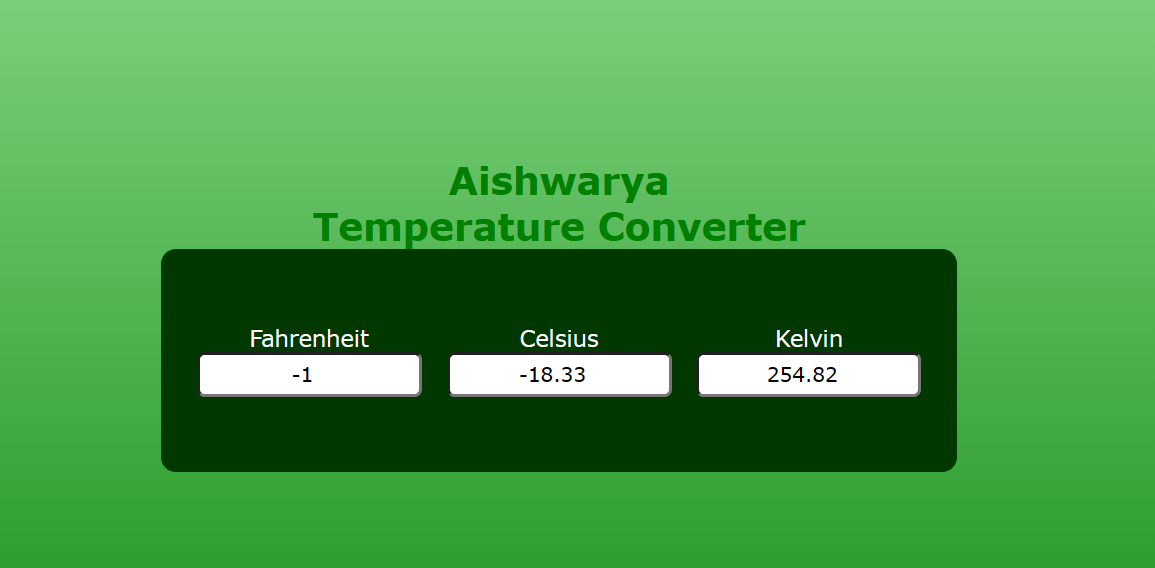 Aishwarya
Temperature Converter
Fahrenheit Celsius Kelvin
-1 -18.33 254.82